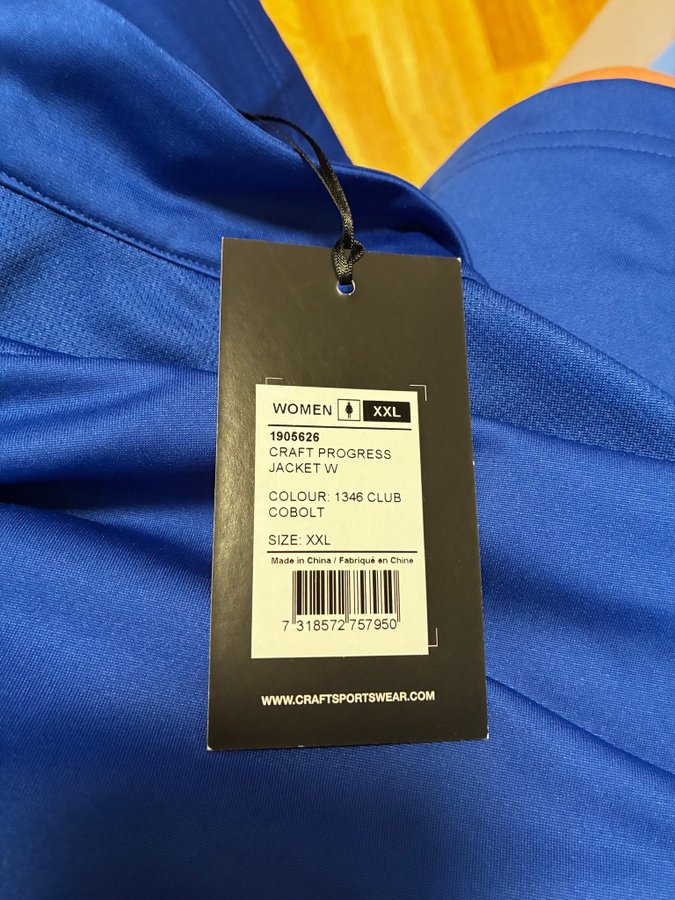 WOMEN XXL
1905626
CRAFT PROGRESS
JACKET W
COLOUR: 1346 CLUB
COBOLT
SIZE: XXL
Made in China / Fabriqué en Chine
7 318572 757950
WWW.CRAFTSPORTSWEAR.COM